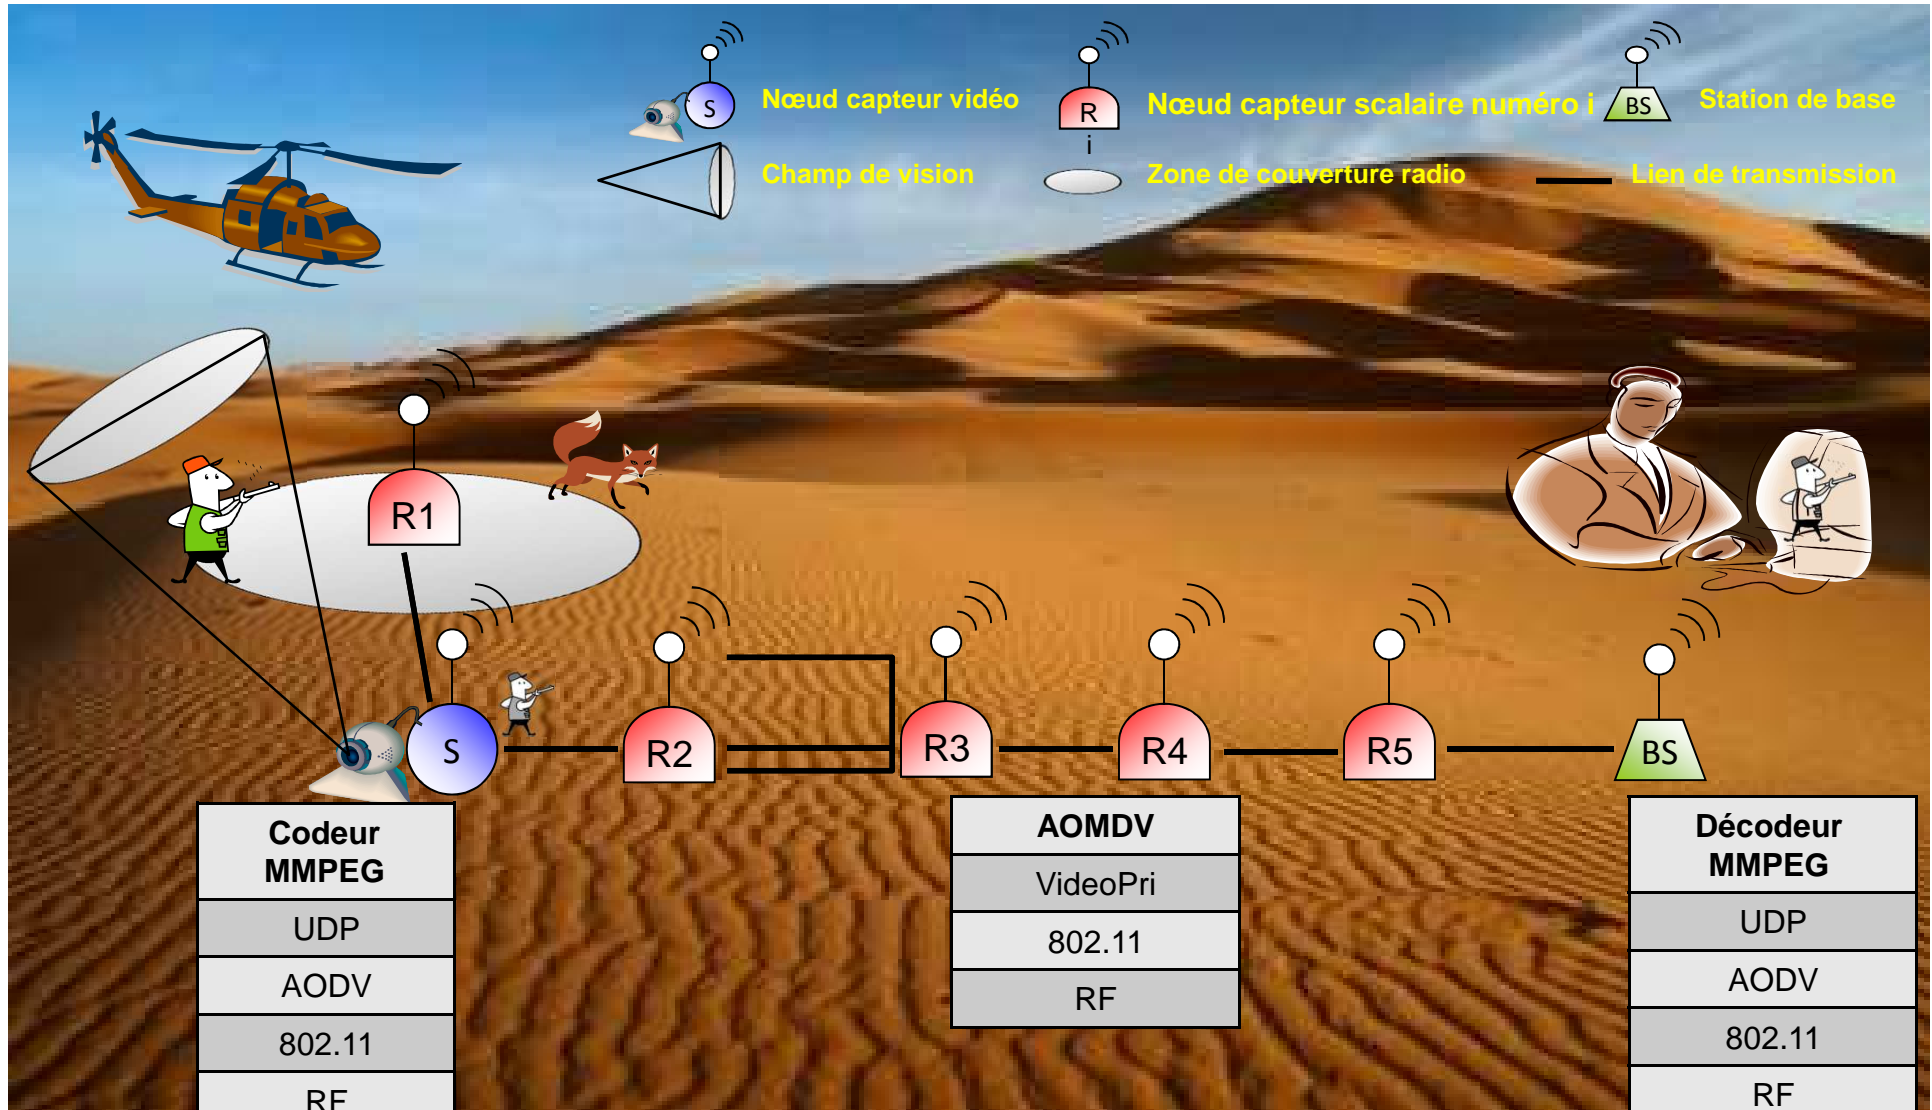 S
Nœud capteur vidéo
R
i
Nœud capteur scalaire numéro i
BS
Station de base
Champ de vision
Zone de couverture radio
Lien de transmission
R1
S
R2
R3
R4
R5
BS
Codeur
MMPEG
UDP
AODV
802.11
RF
AOMDV
VideoPri
802.11
RF
Décodeur
MMPEG
UDP
AODV
802.11
RF